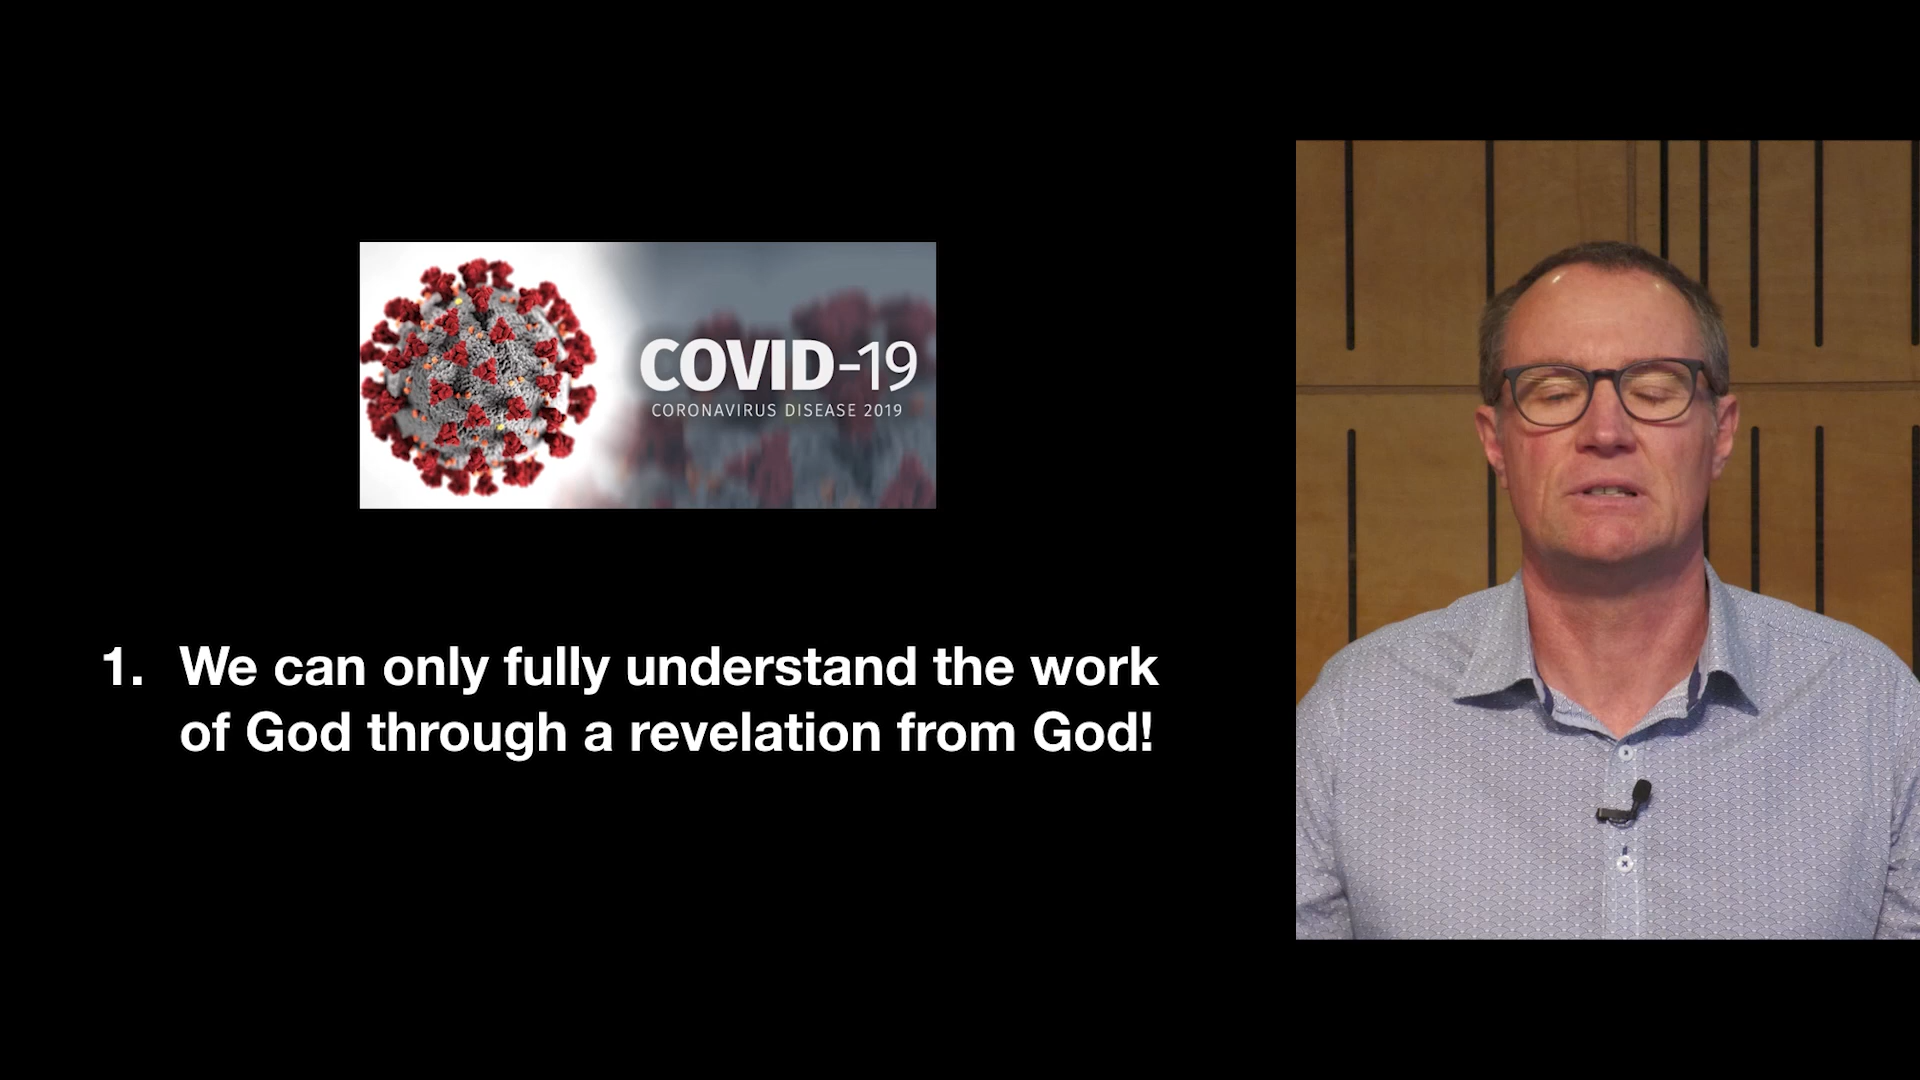 COVID-19
CORONAVIRUS DISEASE 2019
1. We can only fully understand the work
of God through a revelation from God!